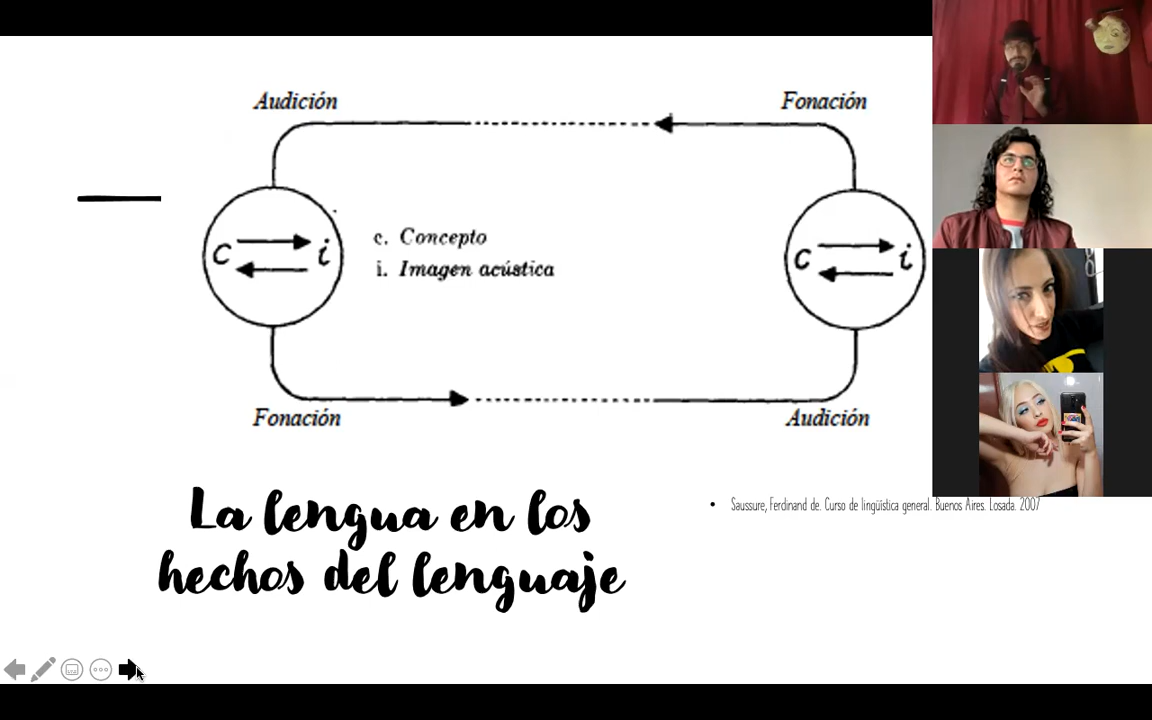 Audición
Fonación
c
i
c. Concepto
i. Imagen acústica
c
i
Fonación
Audición
La lengua en los
hechos del lenguaje
• Saussure, Ferdinand de. Curso de lingüística general. Buenos Aires. Losada. 2007